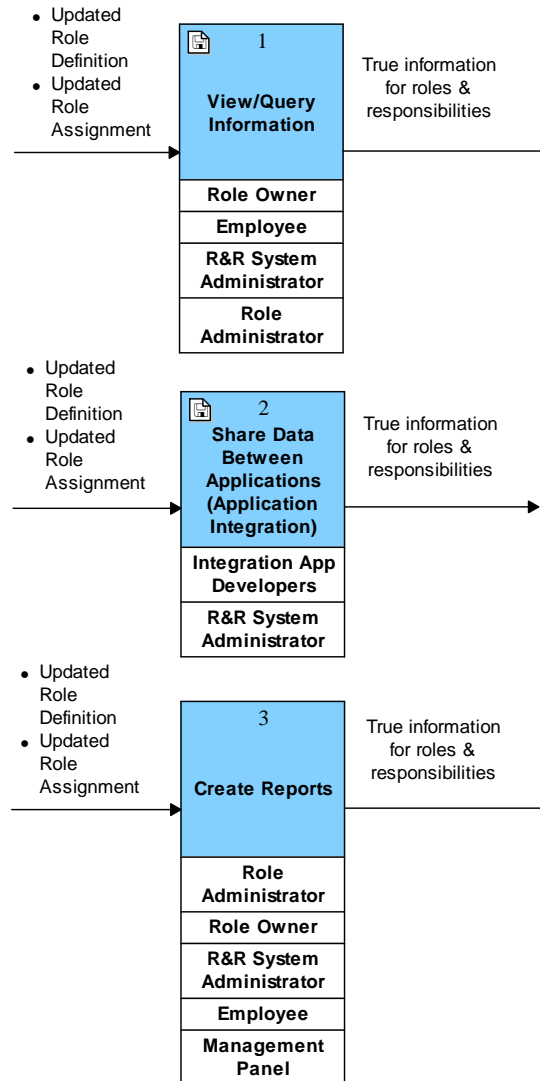 • Updated
Role
Definition
• Updated
Role
Assignment
1
View/Query
Information
True information
for roles &
responsibilities
Role Owner
Employee
R&R System
Administrator
Role
Administrator
• Updated
Role
Definition
• Updated
Role
Assignment
2
Share Data
Between
Applications
(Application
Integration)
True information
for roles &
responsibilities
Integration App
Developers
R&R System
Administrator
• Updated
Role
Definition
• Updated
Role
Assignment
3
Create Reports
True information
for roles &
responsibilities
Role
Administrator
Role Owner
R&R System
Administrator
Employee
Management
Panel